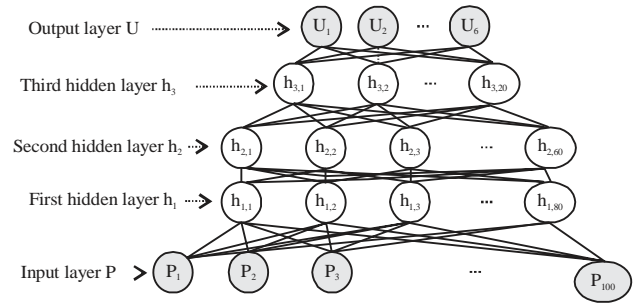 Output layer U U₁ U₂ ... U₆
Third hidden layer h₃ h₃,₁ h₃,₂ ... h₃,₂₀
Second hidden layer h₂ h₂,₁ h₂,₂ h₂,₃ ... h₂,₆₀
First hidden layer h₁ h₁,₁ h₁,₂ h₁,₃ ... h₁,₈₀
Input layer P P₁ P₂ P₃ ... P₁₀₀